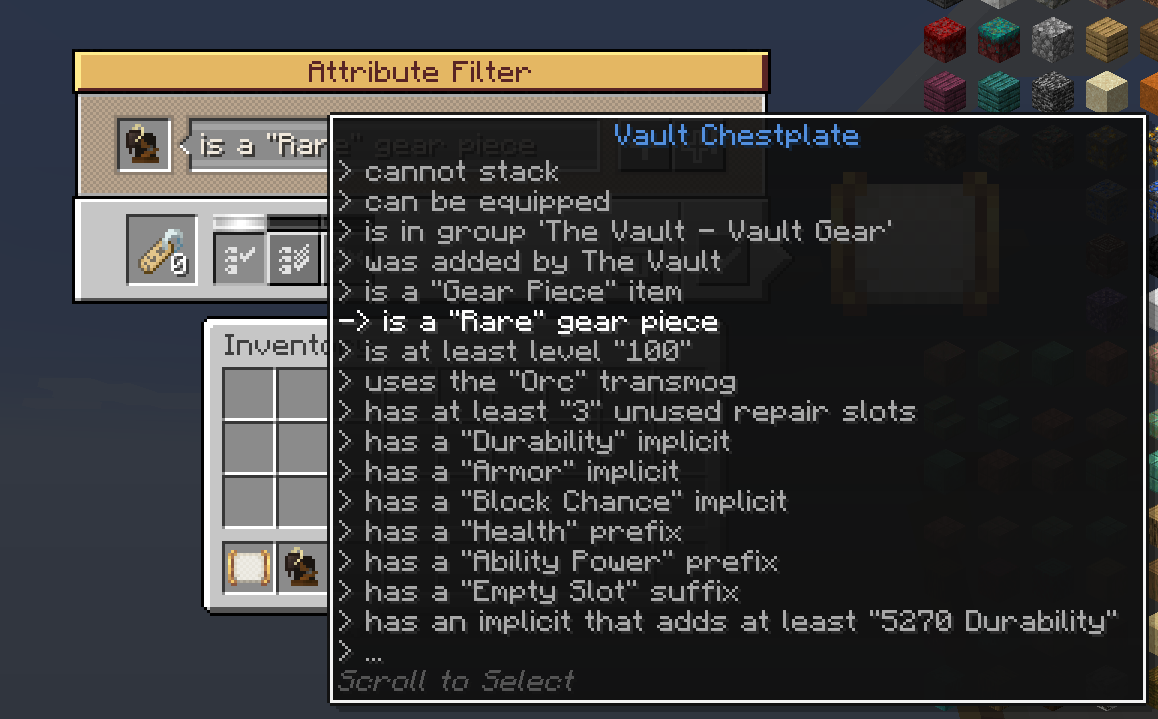 Attribute Filter
is a "Rare" gear piece
Vault Chestplate
> cannot stack
> can be equipped
> is in group 'The Vault - Vault Gear'
> was added by The Vault
> is a "Gear Piece" item
-> is a "Rare" gear piece
> is at least level "100"
> uses the "Orc" transmog
> has at least "3" unused repair slots
> has a "Durability" implicit
> has a "Armor" implicit
> has a "Block Chance" implicit
> has a "Health" prefix
> has a "Ability Power" prefix
> has a "Empty Slot" suffix
> has an implicit that adds at least "5270 Durability"
> ...
Scroll to Select
0
Invento